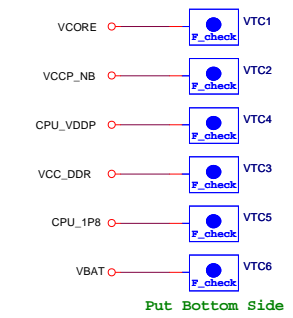 VCORE VTC1
F_check
VCCP_NB VTC2
F_check
CPU_VDDP VTC4
F_check
VCC_DDR VTC3
F_check
CPU_1P8 VTC5
F_check
VBAT VTC6
F_check
Put Bottom Side